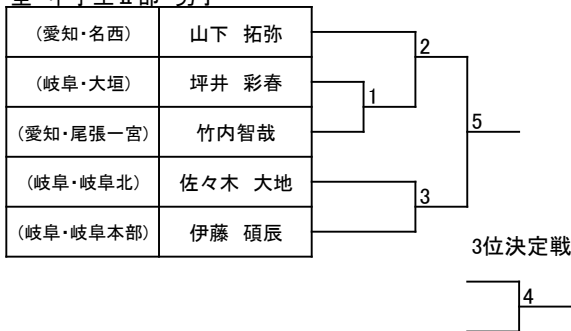 (愛知・名西) 山下 拓弥
2
(岐阜・大垣) 坪井 彩春
1
(愛知・尾張一宮) 竹内智哉
5
(岐阜・岐阜北) 佐々木 大地
3
(岐阜・岐阜本部) 伊藤 碩辰
3位決定戦
4